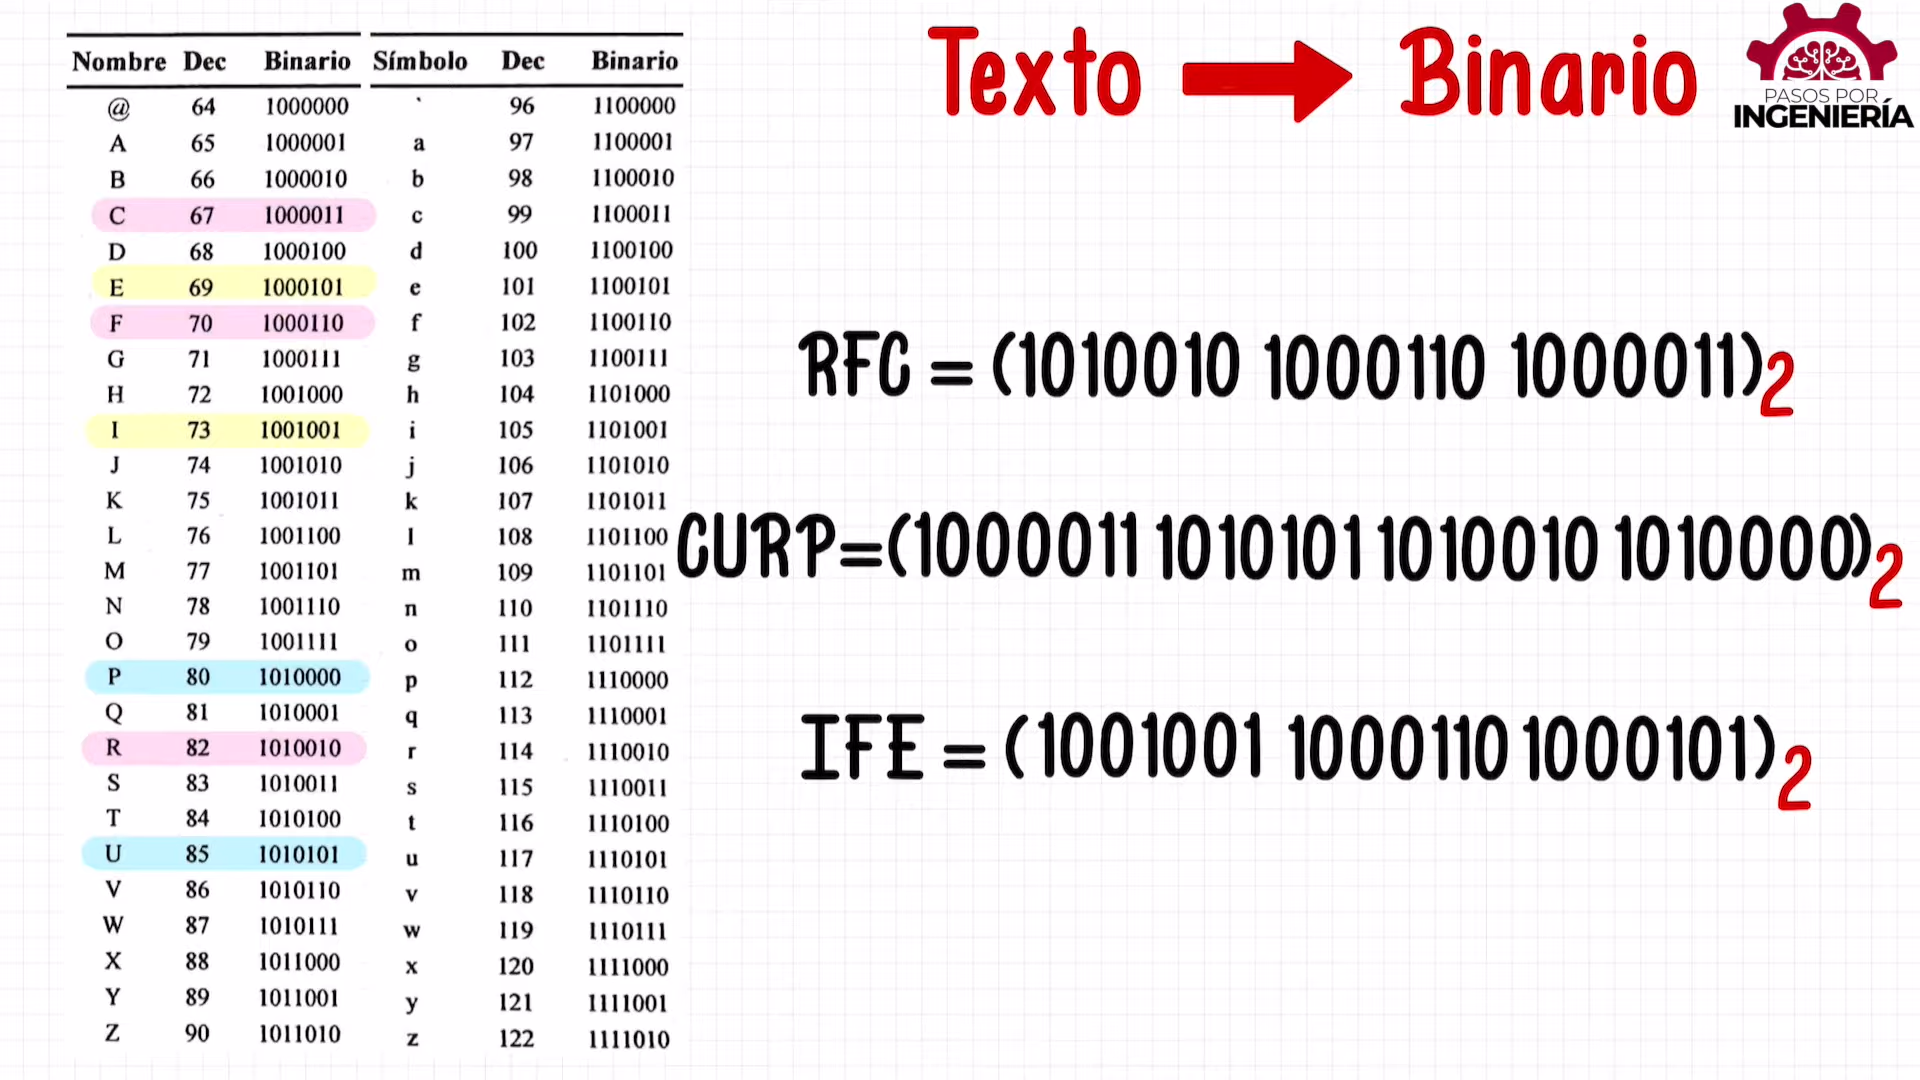 Texto Binario
PASOS POR
INGENIERÍA
Nombre Dec Binario Símbolo Dec Binario
@ 64 1000000 ` 96 1100000
A 65 1000001 a 97 1100001
B 66 1000010 b 98 1100010
C 67 1000011 c 99 1100011
D 68 1000100 d 100 1100100
E 69 1000101 e 101 1100101
F 70 1000110 f 102 1100110
G 71 1000111 g 103 1100111
H 72 1001000 h 104 1101000
I 73 1001001 i 105 1101001
J 74 1001010 j 106 1101010
K 75 1001011 k 107 1101011
L 76 1001100 l 108 1101100
M 77 1001101 m 109 1101101
N 78 1001110 n 110 1101110
O 79 1001111 o 111 1101111
P 80 1010000 p 112 1110000
Q 81 1010001 q 113 1110001
R 82 1010010 r 114 1110010
S 83 1010011 s 115 1110011
T 84 1010100 t 116 1110100
U 85 1010101 u 117 1110101
V 86 1010110 v 118 1110110
W 87 1010111 w 119 1110111
X 88 1011000 x 120 1111000
Y 89 1011001 y 121 1111001
Z 90 1011010 z 122 1111010
RFC = (1010010 1000110 1000011)2
CURP=(1000011 1010101 1010010 1010000)2
IFE = (1001001 1000110 1000101)2